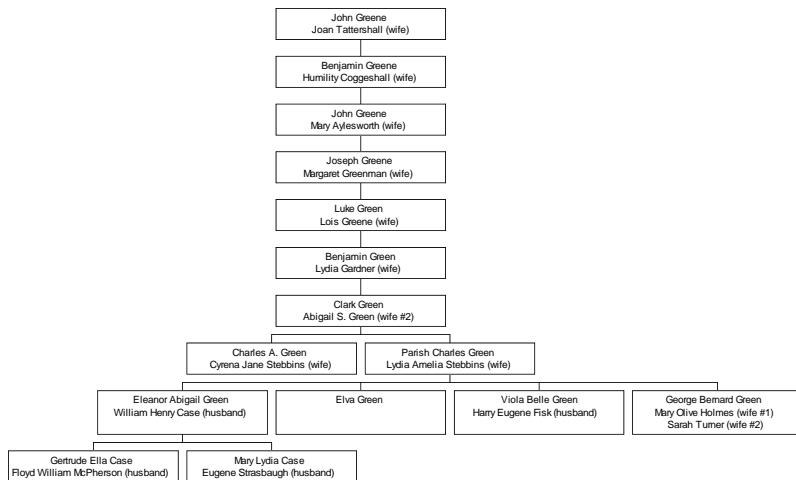 John Greene
Joan Tattershall (wife)
Benjamin Greene
Humility Coggeshall (wife)
John Greene
Mary Aylesworth (wife)
Joseph Greene
Margaret Greenman (wife)
Luke Green
Lois Greene (wife)
Benjamin Green
Lydia Gardner (wife)
Clark Green
Abigail S. Green (wife #2)
Charles A. Green
Cyrena Jane Stebbins (wife)
Parish Charles Green
Lydia Amelia Stebbins (wife)
Eleanor Abigail Green
William Henry Case (husband)
Elva Green
Viola Belle Green
Harry Eugene Fisk (husband)
George Bernard Green
Mary Olive Holmes (wife #1)
Sarah Turner (wife #2)
Gertrude Ella Case
Floyd William McPherson (husband)
Mary Lydia Case
Eugene Strasbaugh (husband)